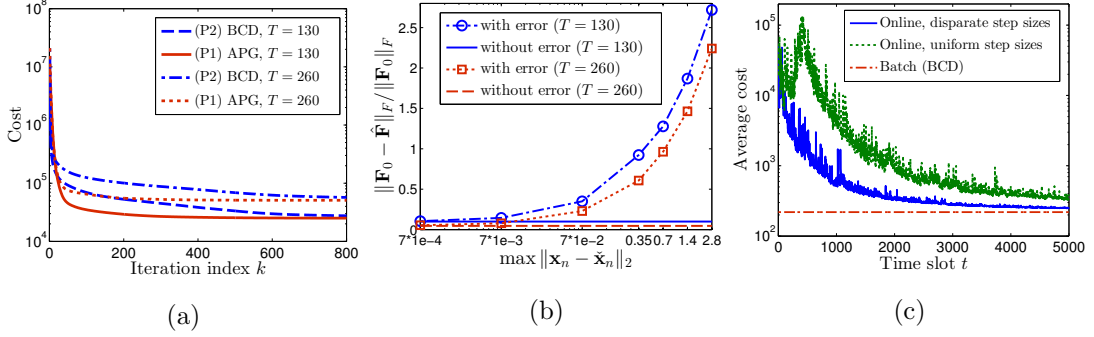 10^8
10^7
10^6
10^5
10^4
Cost
(P2) BCD, T = 130
(P1) APG, T = 130
(P2) BCD, T = 260
(P1) APG, T = 260
0 200 400 600 800
Iteration index k
(a)
2.5
2
1.5
1
0.5
0
‖F₀ − F̂‖_F/‖F₀‖_F
with error (T = 130)
without error (T = 130)
with error (T = 260)
without error (T = 260)
7*1e−4 7*1e−3 7*1e−2 0.35 0.7 1.4 2.8
max ‖x_n − x̌_n‖₂
(b)
10^5
10^4
10^3
10^2
Average cost
Online, disparate step sizes
Online, uniform step sizes
Batch (BCD)
0 1000 2000 3000 4000 5000
Time slot t
(c)